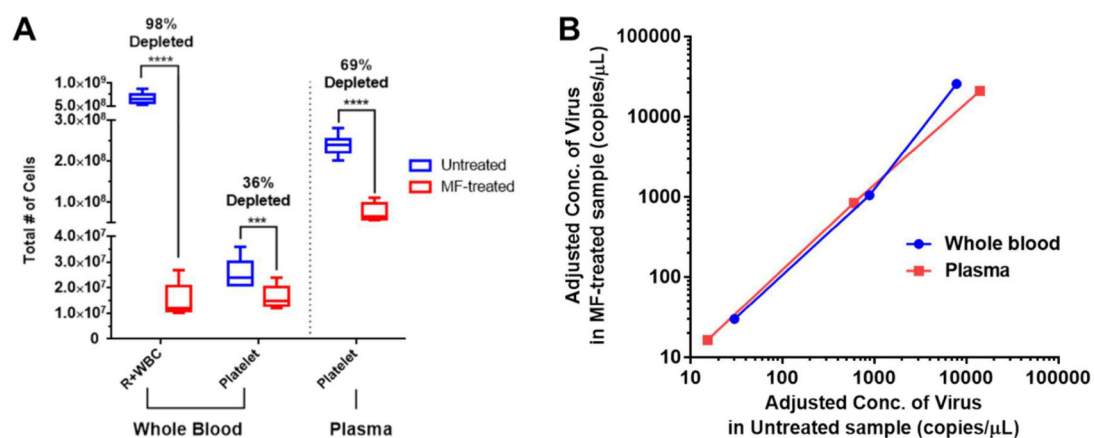 A
98%
Depleted
****
69%
Depleted
****
36%
Depleted
***
1.0×10⁹
5.0×10⁸
3.0×10⁸
2.0×10⁸
1.0×10⁸
4.0×10⁷
3.0×10⁷
2.0×10⁷
1.0×10⁷
0
Total # of Cells
Untreated
MF-treated
R+WBC
Platelet
Platelet
Whole Blood
Plasma
B
100000
10000
1000
100
10
Adjusted Conc. of Virus
in MF-treated sample (copies/μL)
Whole blood
Plasma
10
100
1000
10000
100000
Adjusted Conc. of Virus
in Untreated sample (copies/μL)